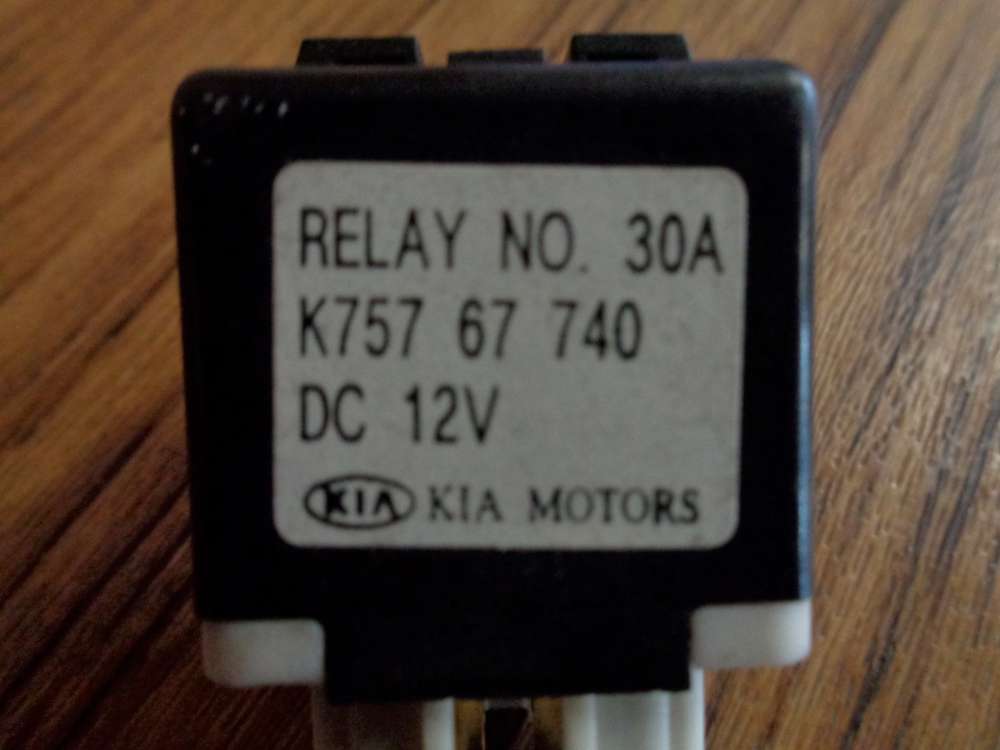 RELAY NO. 30A
K757 67 740
DC 12V
KIA KIA MOTORS